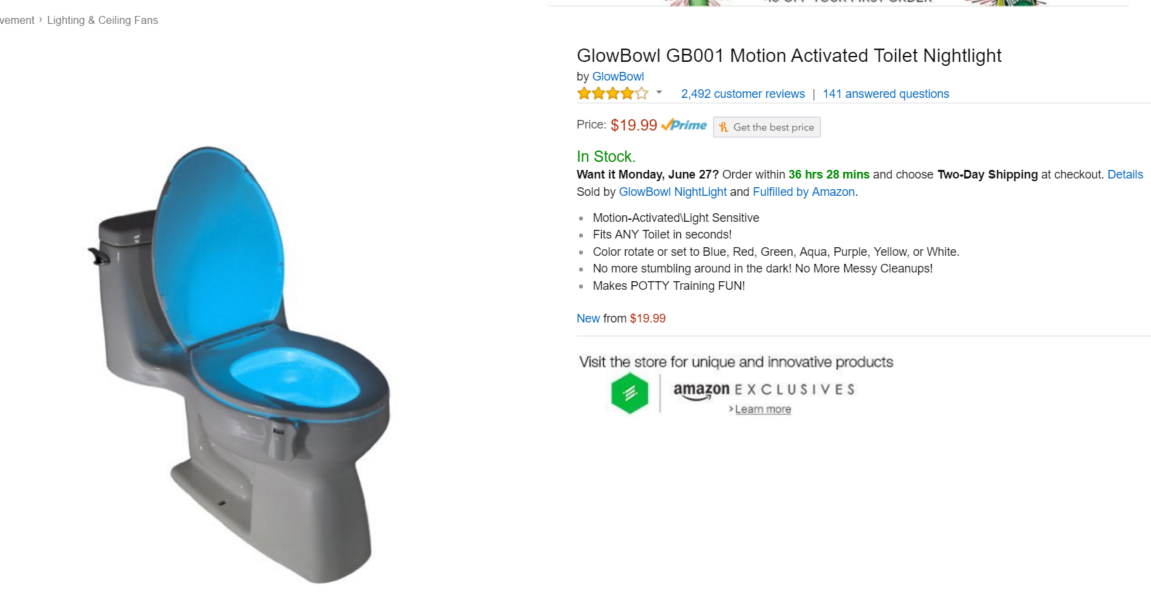 vement › Lighting & Ceiling Fans
YOUR FIRST ORDER
GlowBowl GB001 Motion Activated Toilet Nightlight
by GlowBowl
2,492 customer reviews | 141 answered questions
Price: $19.99 Prime Get the best price
In Stock.
Want it Monday, June 27? Order within 36 hrs 28 mins and choose Two-Day Shipping at checkout. Details
Sold by GlowBowl NightLight and Fulfilled by Amazon.
Motion-Activated\Light Sensitive
Fits ANY Toilet in seconds!
Color rotate or set to Blue, Red, Green, Aqua, Purple, Yellow, or White.
No more stumbling around in the dark! No More Messy Cleanups!
Makes POTTY Training FUN!
New from $19.99
Visit the store for unique and innovative products
amazon EXCLUSIVES
› Learn more